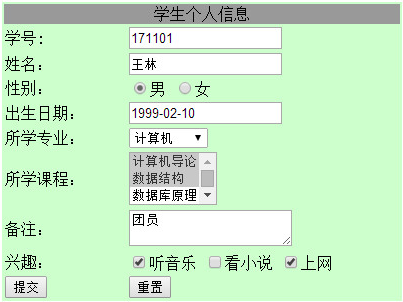 学生个人信息
学号: 171101
姓名: 王林
性别: 男 女
出生日期: 1999-02-10
所学专业: 计算机
所学课程: 计算机导论
数据结构
数据库原理
备注: 团员
兴趣: 听音乐 看小说 上网
提交 重置